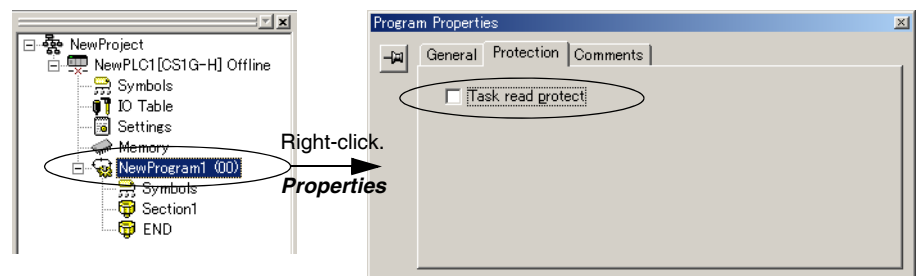 NewProject
NewPLC1[CS1G-H] Offline
Symbols
IO Table
Settings
Memory
NewProgram1 (00)
Symbols
Section1
END
Right-click.
Properties
Program Properties
General Protection Comments
Task read protect